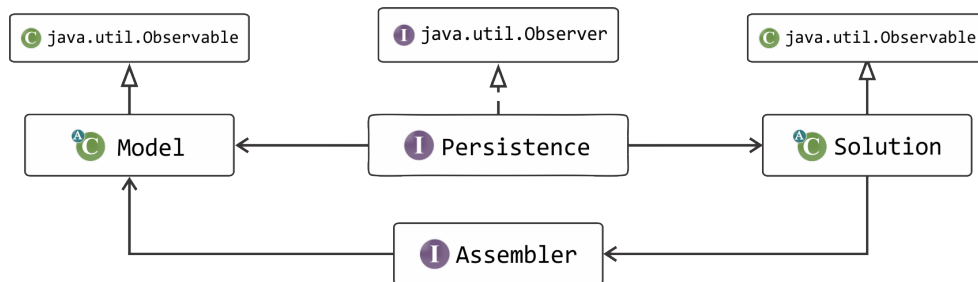 C java.util.Observable
I java.util.Observer
C java.util.Observable
A C Model
I Persistence
A C Solution
I Assembler